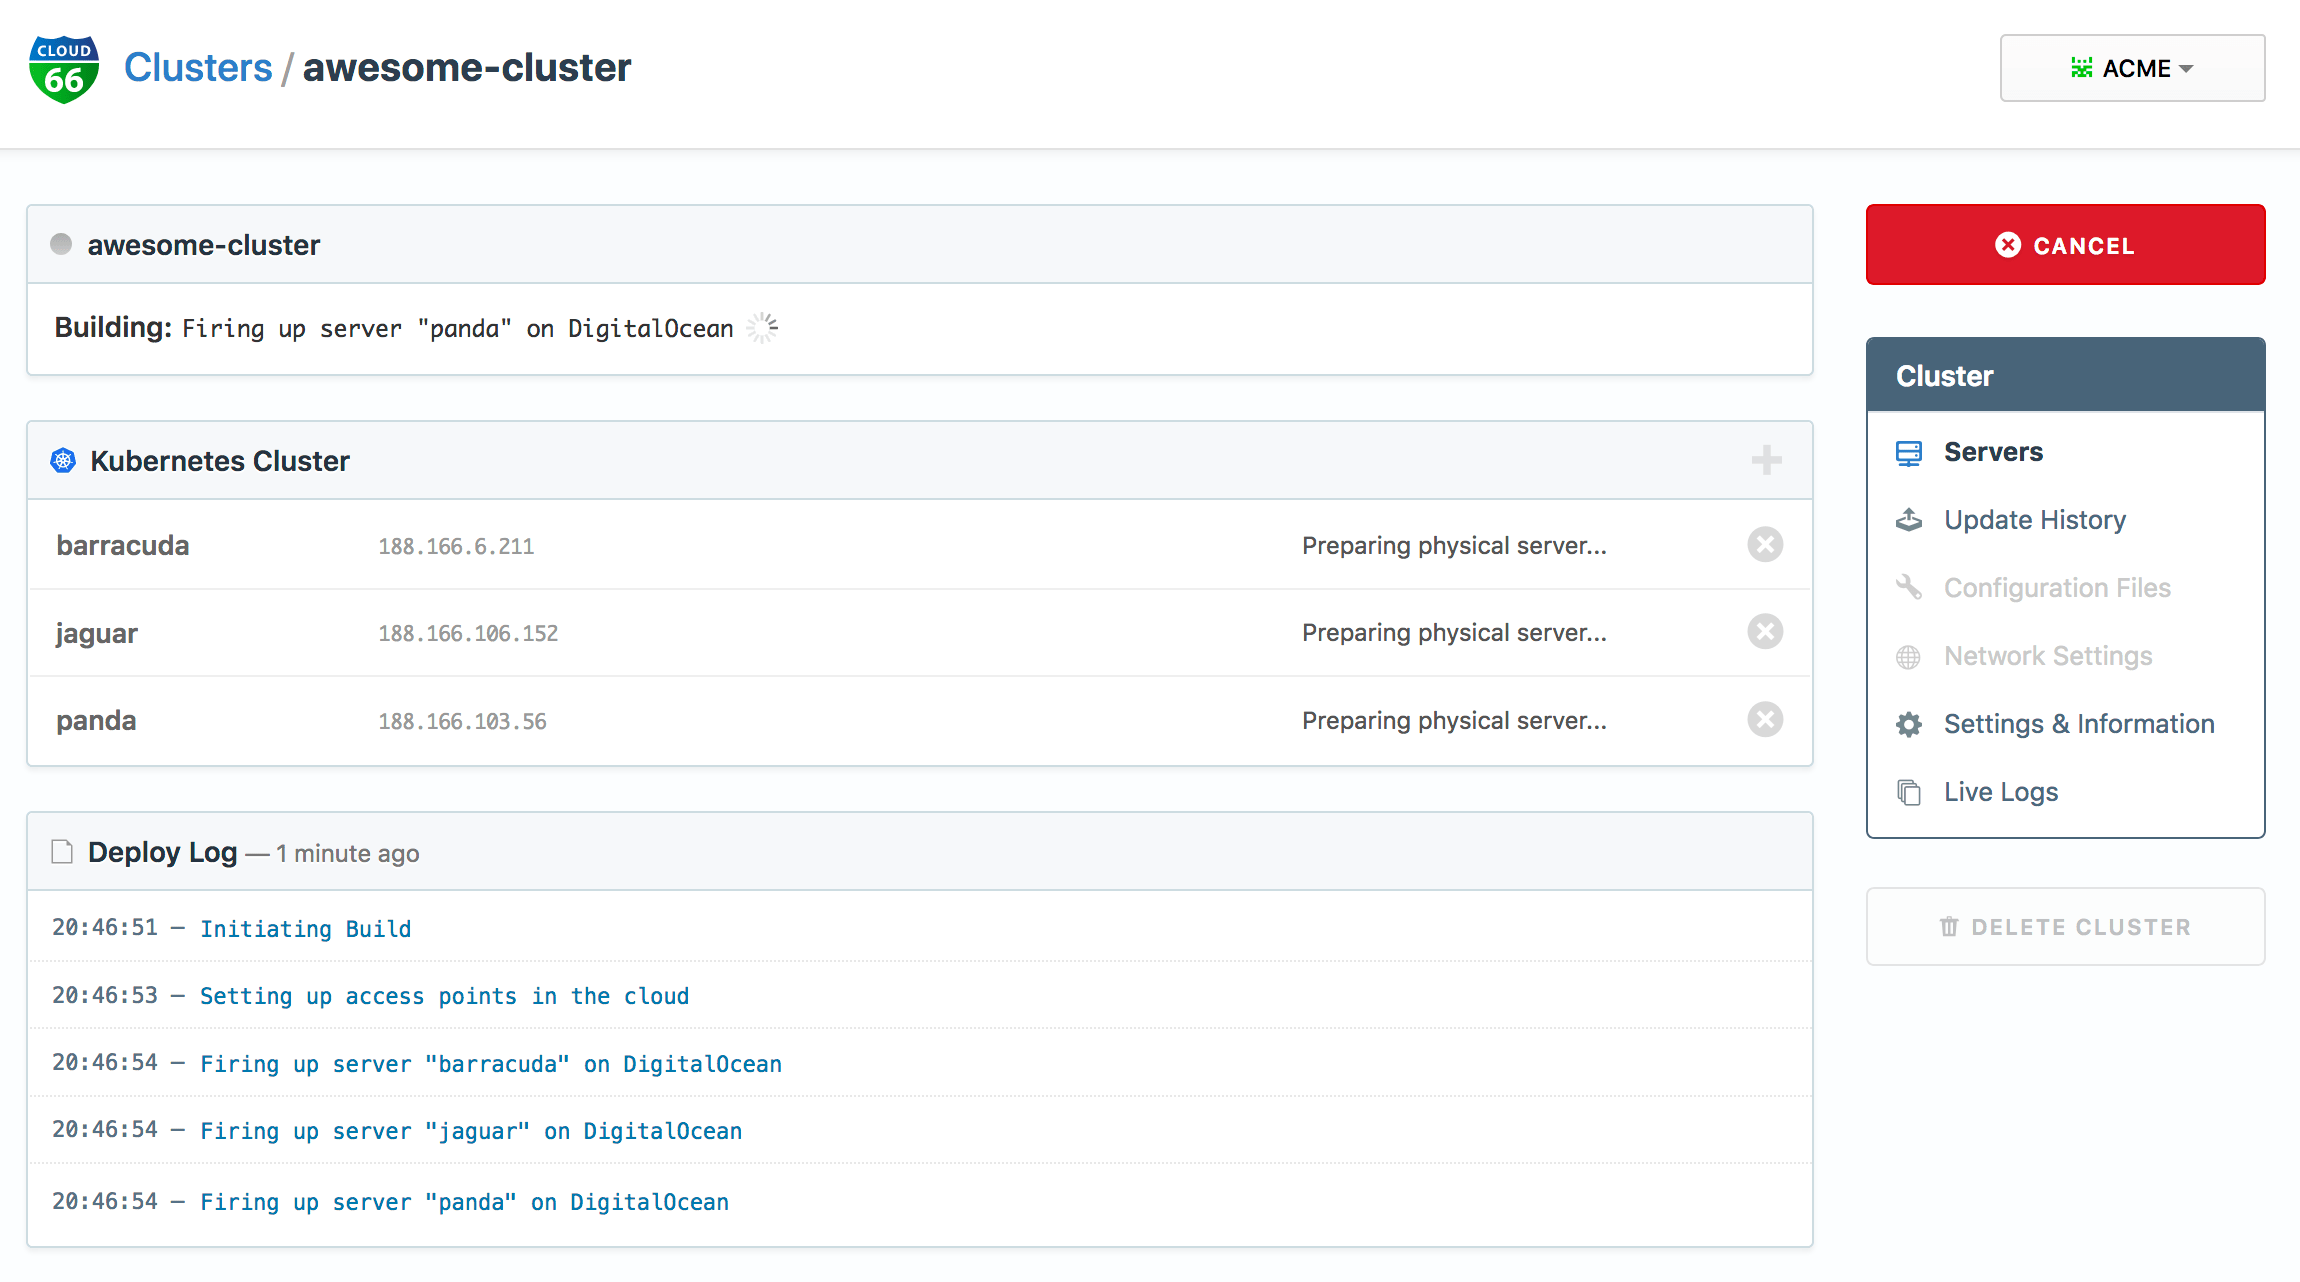 CLOUD
66
Clusters / awesome-cluster
ACME
awesome-cluster
Building: Firing up server "panda" on DigitalOcean
Kubernetes Cluster
barracuda 188.166.6.211 Preparing physical server...
jaguar 188.166.106.152 Preparing physical server...
panda 188.166.103.56 Preparing physical server...
Deploy Log — 1 minute ago
20:46:51 – Initiating Build
20:46:53 – Setting up access points in the cloud
20:46:54 – Firing up server "barracuda" on DigitalOcean
20:46:54 – Firing up server "jaguar" on DigitalOcean
20:46:54 – Firing up server "panda" on DigitalOcean
CANCEL
Cluster
Servers
Update History
Configuration Files
Network Settings
Settings & Information
Live Logs
DELETE CLUSTER